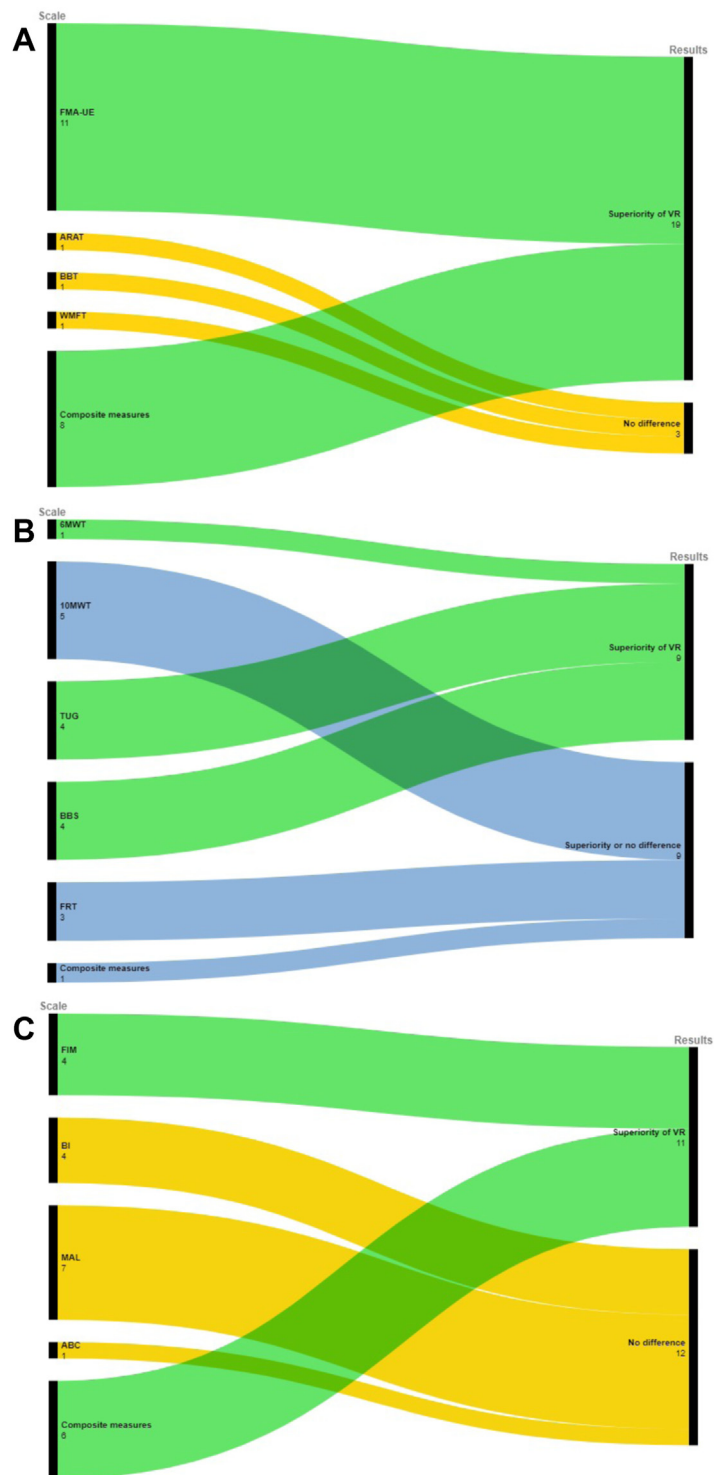 A
Scale
Results
FMA-UE
11
Superiority of VR
19
ARAT
1
BBT
1
WMFT
1
Composite measures
8
No difference
3
B
Scale
6MWT
1
Results
10MWT
5
Superiority of VR
9
TUG
4
BBS
4
Superiority or no difference
9
FRT
3
Composite measures
1
C
Scale
Results
FIM
4
Superiority of VR
11
BI
4
MAL
7
ABC
1
No difference
12
Composite measures
6